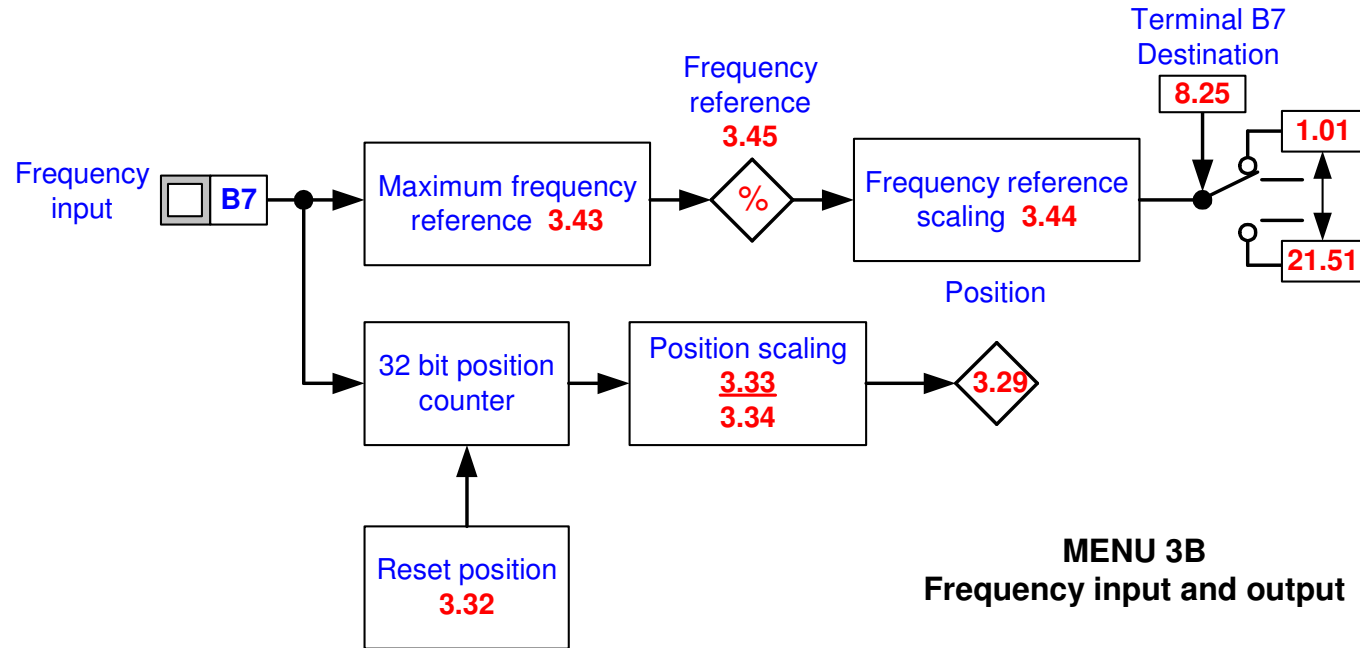 Terminal B7
Destination
8.25
Frequency
reference
3.45
1.01
Frequency
input
B7
Maximum frequency
reference 3.43
%
Frequency reference
scaling 3.44
21.51
Position
32 bit position
counter
Position scaling
3.33
3.34
3.29
Reset position
3.32
MENU 3B
Frequency input and output